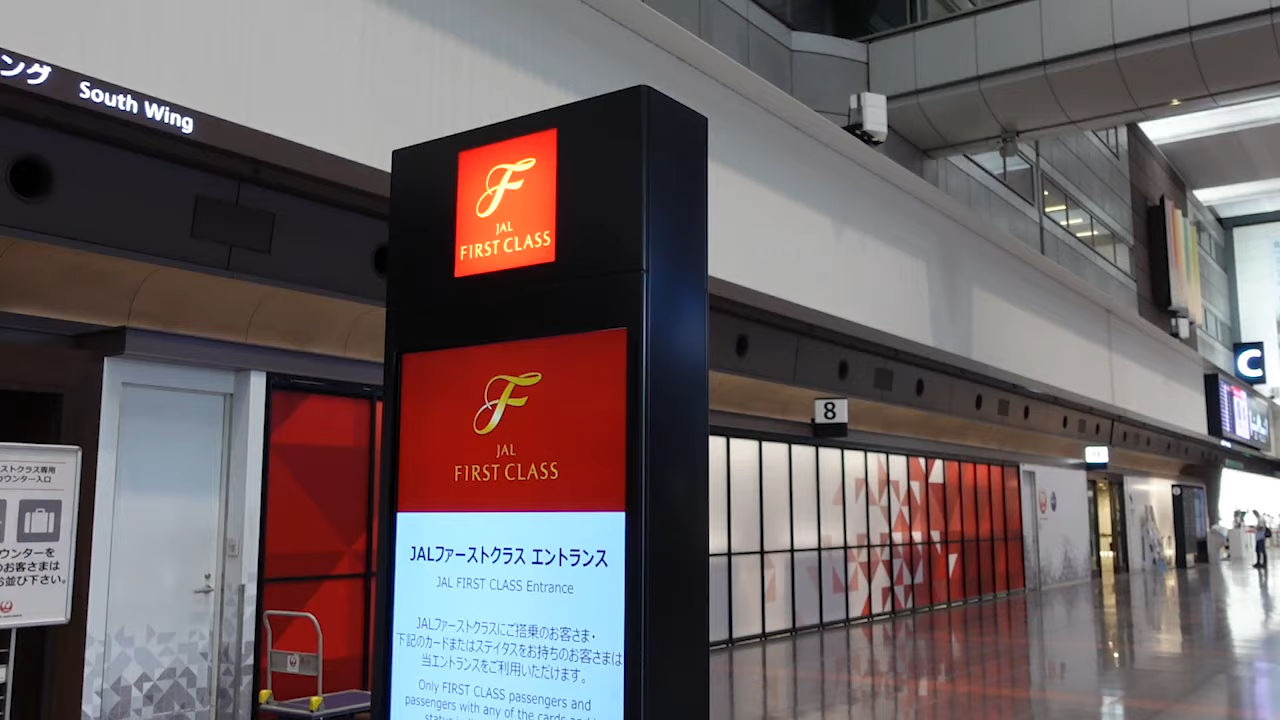 ング South Wing
F
JAL
FIRST CLASS
F
JAL
FIRST CLASS
JALファーストクラス エントランス
JAL FIRST CLASS Entrance
JALファーストクラスにご搭乗のお客さま・
下記のカードまたはステイタスをお持ちのお客さまは
当エントランスをご利用いただけます。
Only FIRST CLASS passengers and
passengers with any of the cards and
ストクラス専用
ウンター入口
ウンターを
のお客さまは
お並び下さい。
8
C